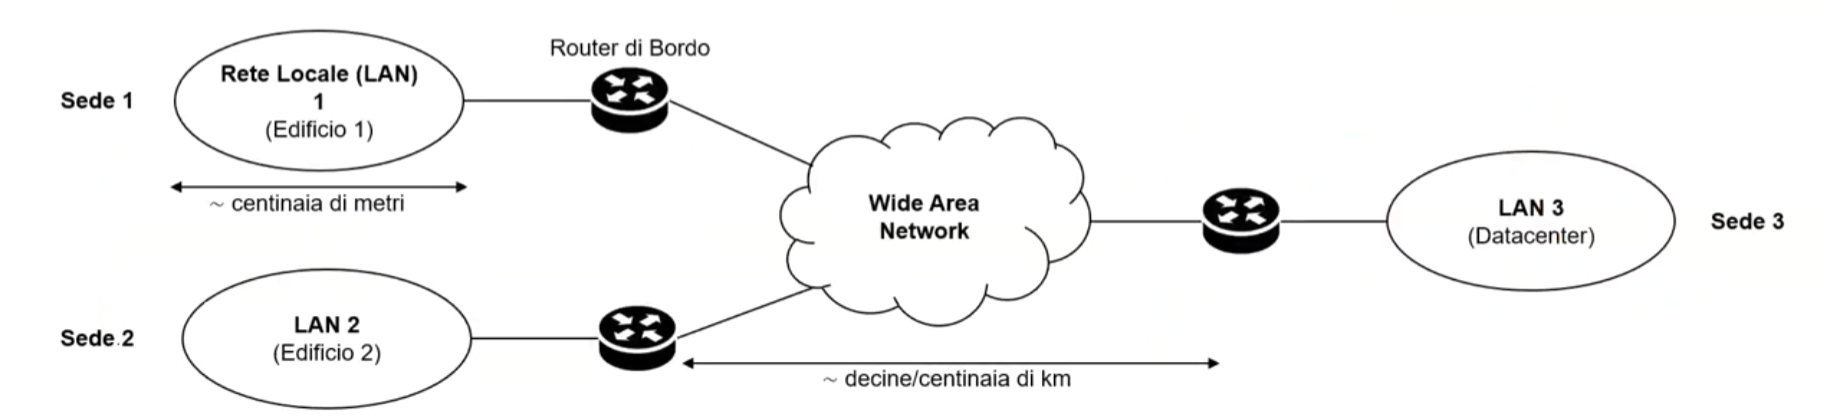 Router di Bordo
Sede 1
Rete Locale (LAN)
1
(Edificio 1)
~ centinaia di metri
Wide Area
Network
LAN 3
(Datacenter)
Sede 3
Sede.2
LAN 2
(Edificio 2)
~ decine/centinaia di km